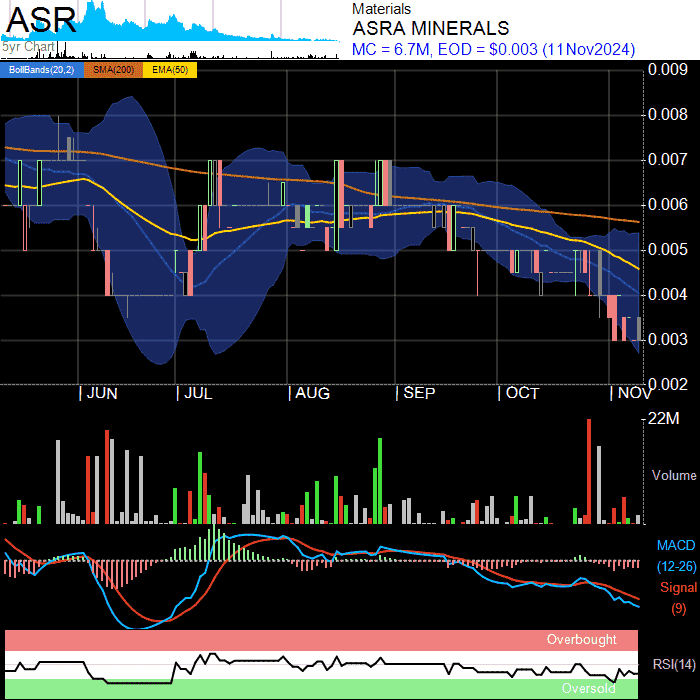 ASR
5yr Chart
Materials
ASRA MINERALS
MC = 6.7M, EOD = $0.003 (11Nov2024)
BollBands(20,2) SMA(200) EMA(50)
0.009
0.008
0.007
0.006
0.005
0.004
0.003
0.002
JUN JUL AUG SEP OCT NOV
22M
Volume
MACD
(12-26)
Signal
(9)
Overbought
RSI(14)
Oversold